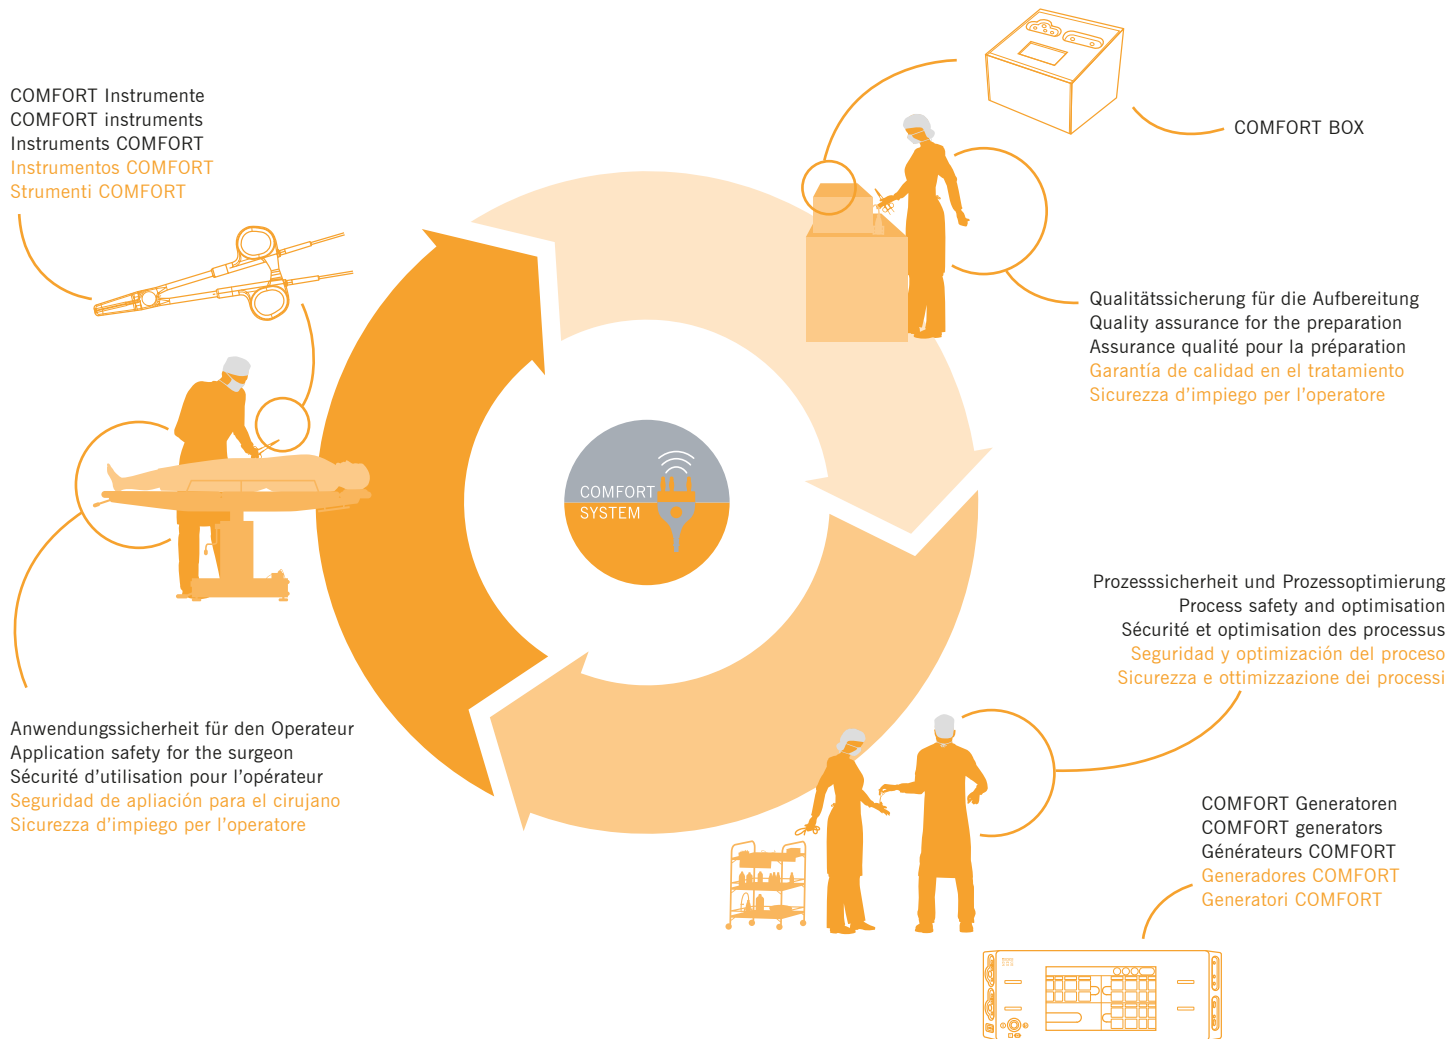 COMFORT Instrumente
COMFORT instruments
Instruments COMFORT
Instrumentos COMFORT
Strumenti COMFORT
COMFORT BOX
Qualitätssicherung für die Aufbereitung
Quality assurance for the preparation
Assurance qualité pour la préparation
Garantía de calidad en el tratamiento
Sicurezza d'impiego per l'operatore
COMFORT
SYSTEM
Prozesssicherheit und Prozessoptimierung
Process safety and optimisation
Sécurité et optimisation des processus
Seguridad y optimización del proceso
Sicurezza e ottimizzazione dei processi
Anwendungssicherheit für den Operateur
Application safety for the surgeon
Sécurité d'utilisation pour l'opérateur
Seguridad de apliación para el cirujano
Sicurezza d'impiego per l'operatore
COMFORT Generatoren
COMFORT generators
Générateurs COMFORT
Generadores COMFORT
Generatori COMFORT